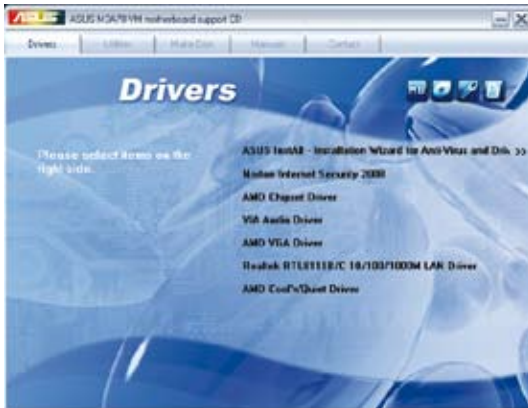 ASUS M3A78-VM motherboard support CD
Drivers Utilities Make Disk Manuals Contact
Drivers
Please select items on the
right side.
ASUS InstAll - Installation Wizard for Anti-Virus and Driv >>
Norton Internet Security 2008
AMD Chipset Driver
VIA Audio Driver
AMD VGA Driver
Realtek RTL8111B/C 10/100/1000M LAN Driver
AMD Cool'n'Quiet Driver